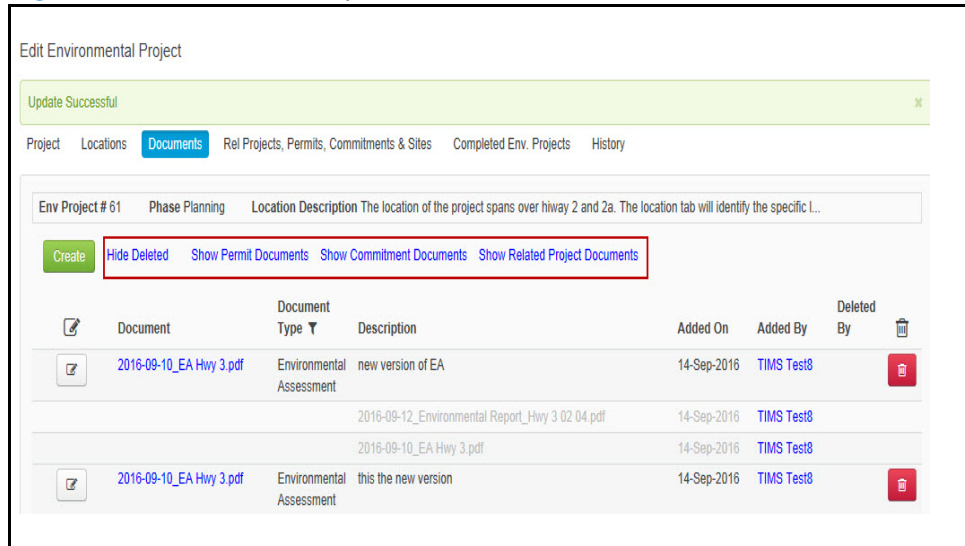 Edit Environmental Project
Update Successful x
Project Locations Documents Rel Projects, Permits, Commitments & Sites Completed Env. Projects History
Env Project # 61 Phase Planning Location Description The location of the project spans over hiway 2 and 2a. The location tab will identify the specific l...
Create Hide Deleted Show Permit Documents Show Commitment Documents Show Related Project Documents
Document Document Type Description Added On Added By Deleted By
2016-09-10_EA Hwy 3.pdf Environmental Assessment new version of EA 14-Sep-2016 TIMS Test8
2016-09-12_Environmental Report_Hwy 3 02 04.pdf 14-Sep-2016 TIMS Test8
2016-09-10_EA Hwy 3.pdf 14-Sep-2016 TIMS Test8
2016-09-10_EA Hwy 3.pdf Environmental Assessment this the new version 14-Sep-2016 TIMS Test8